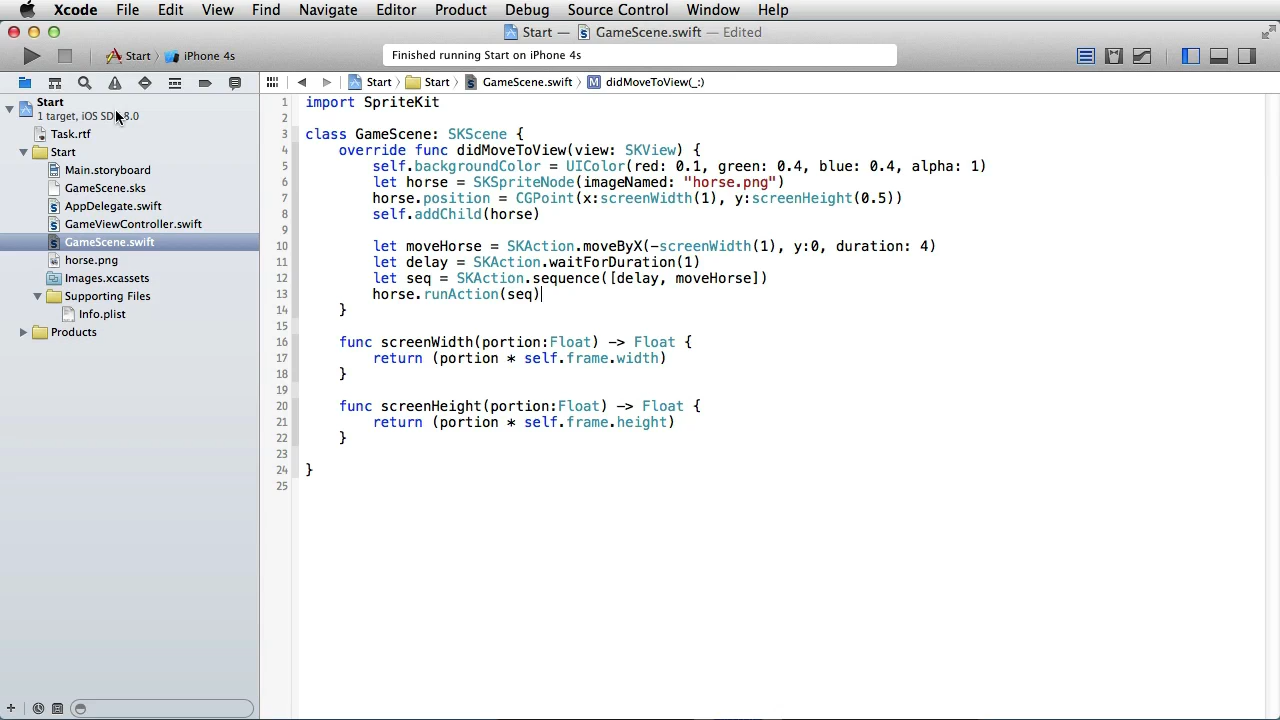 Xcode File Edit View Find Navigate Editor Product Debug Source Control Window Help
Start — GameScene.swift — Edited
Start iPhone 4s Finished running Start on iPhone 4s
Start Start GameScene.swift didMoveToView(_:)
Start
1 target, iOS SD 8.0
Task.rtf
Start
Main.storyboard
GameScene.sks
AppDelegate.swift
GameViewController.swift
GameScene.swift
horse.png
Images.xcassets
Supporting Files
Info.plist
Products
1 import SpriteKit
2
3 class GameScene: SKScene {
4 override func didMoveToView(view: SKView) {
5 self.backgroundColor = UIColor(red: 0.1, green: 0.4, blue: 0.4, alpha: 1)
6 let horse = SKSpriteNode(imageNamed: "horse.png")
7 horse.position = CGPoint(x:screenWidth(1), y:screenHeight(0.5))
8 self.addChild(horse)
9
10 let moveHorse = SKAction.moveByX(-screenWidth(1), y:0, duration: 4)
11 let delay = SKAction.waitForDuration(1)
12 let seq = SKAction.sequence([delay, moveHorse])
13 horse.runAction(seq)
14 }
15
16 func screenWidth(portion:Float) -> Float {
17 return (portion * self.frame.width)
18 }
19
20 func screenHeight(portion:Float) -> Float {
21 return (portion * self.frame.height)
22 }
23
24 }
25